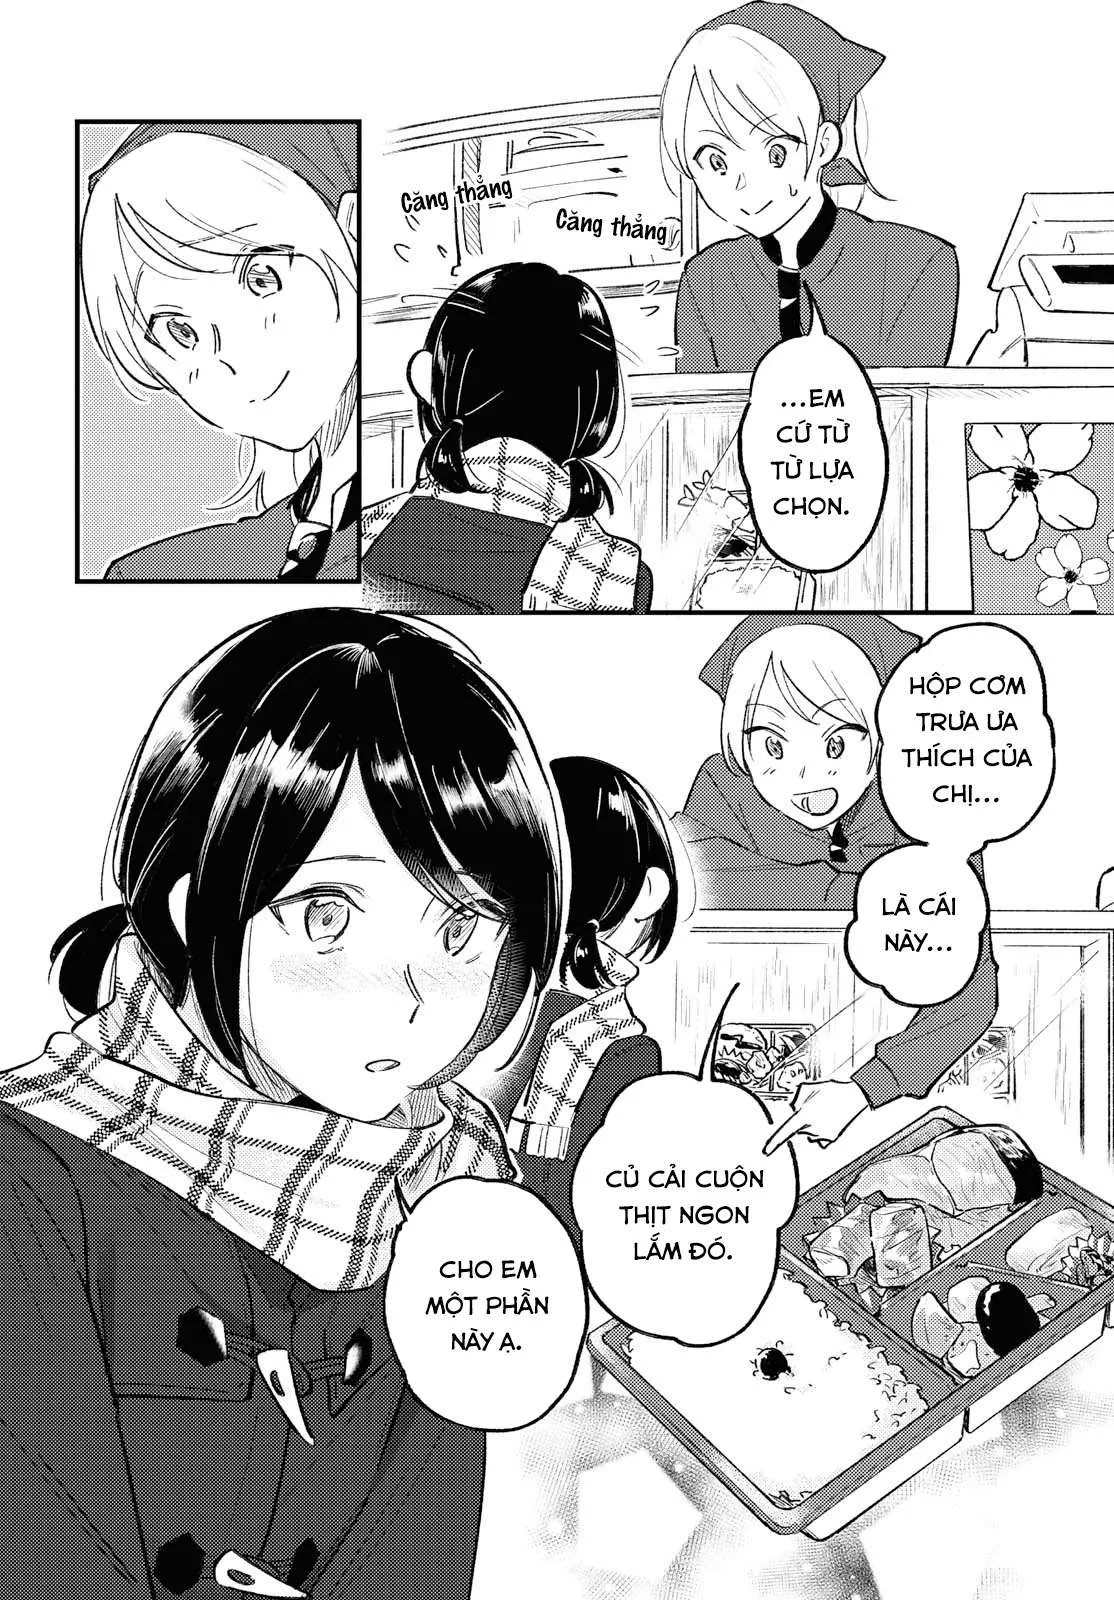 Căng thẳng
Căng thẳng
...EM
CỨ TỪ
TỪ LỰA
CHỌN.
HỘP CƠM
TRƯA ƯA
THÍCH CỦA
CHỊ...
LÀ CÁI
NÀY...
CỦ CẢI CUỘN
THỊT NGON
LẮM ĐÓ.
CHO EM
MỘT PHẦN
NÀY Ạ.